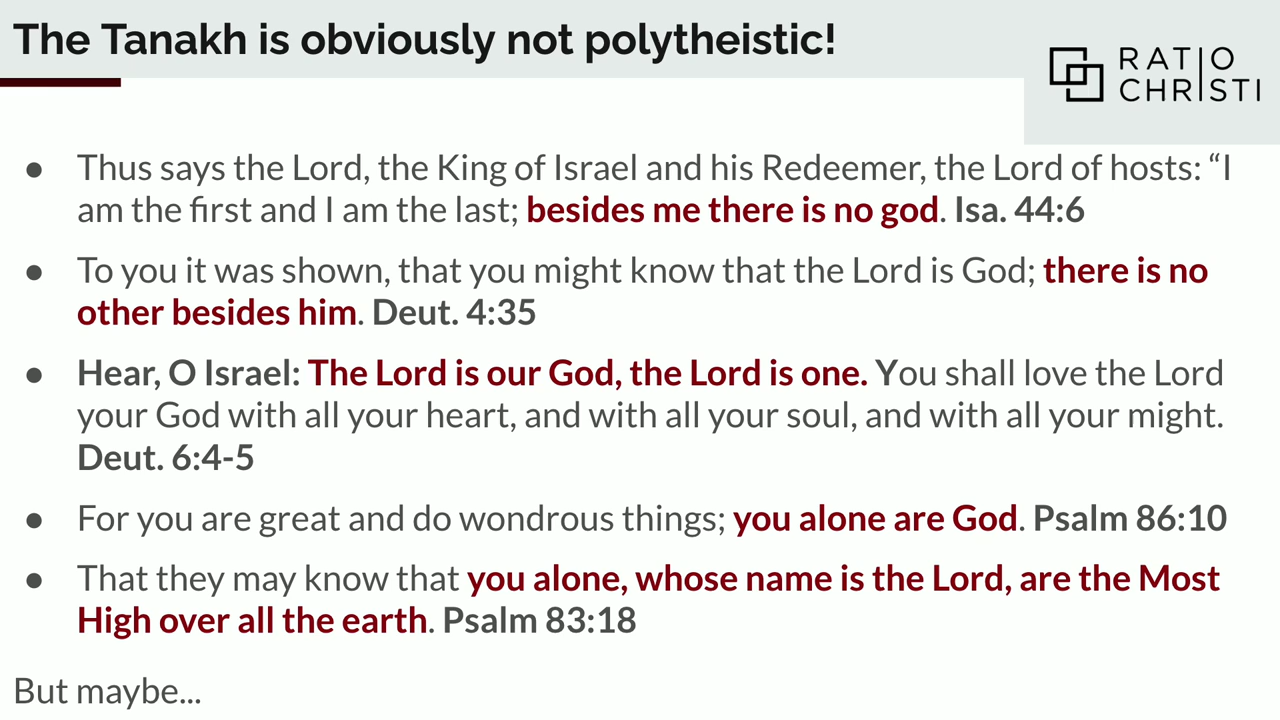 The Tanakh is obviously not polytheistic!
RATIO
CHRISTI
● Thus says the Lord, the King of Israel and his Redeemer, the Lord of hosts: “I
am the first and I am the last; besides me there is no god. Isa. 44:6
● To you it was shown, that you might know that the Lord is God; there is no
other besides him. Deut. 4:35
● Hear, O Israel: The Lord is our God, the Lord is one. You shall love the Lord
your God with all your heart, and with all your soul, and with all your might.
Deut. 6:4-5
● For you are great and do wondrous things; you alone are God. Psalm 86:10
● That they may know that you alone, whose name is the Lord, are the Most
High over all the earth. Psalm 83:18
But maybe...